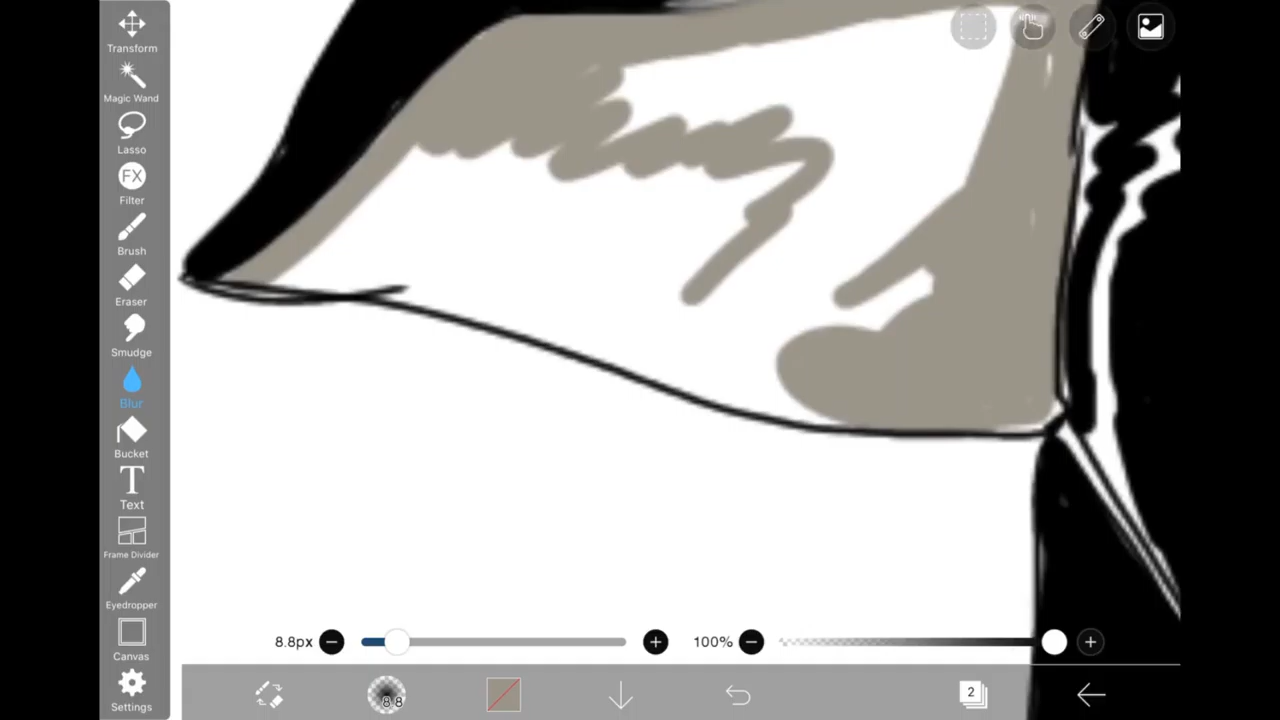 Transform
Magic Wand
Lasso
FX
Filter
Brush
Eraser
Smudge
Blur
Bucket
T
Text
Frame Divider
Eyedropper
Canvas
Settings
8.8px
100%
8.8
2